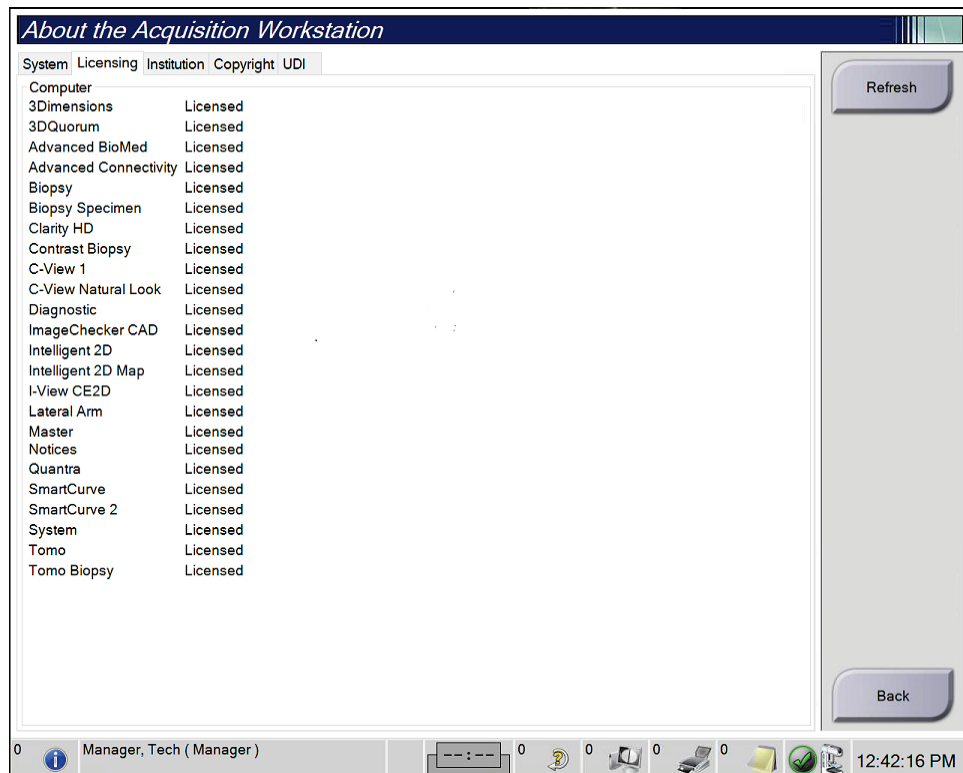 About the Acquisition Workstation
System Licensing Institution Copyright UDI
Computer
3Dimensions Licensed
3DQuorum Licensed
Advanced BioMed Licensed
Advanced Connectivity Licensed
Biopsy Licensed
Biopsy Specimen Licensed
Clarity HD Licensed
Contrast Biopsy Licensed
C-View 1 Licensed
C-View Natural Look Licensed
Diagnostic Licensed
ImageChecker CAD Licensed
Intelligent 2D Licensed
Intelligent 2D Map Licensed
I-View CE2D Licensed
Lateral Arm Licensed
Master Licensed
Notices Licensed
Quantra Licensed
SmartCurve Licensed
SmartCurve 2 Licensed
System Licensed
Tomo Licensed
Tomo Biopsy Licensed
Refresh
Back
0 Manager, Tech ( Manager ) --:-- 0 0 0 0 12:42:16 PM